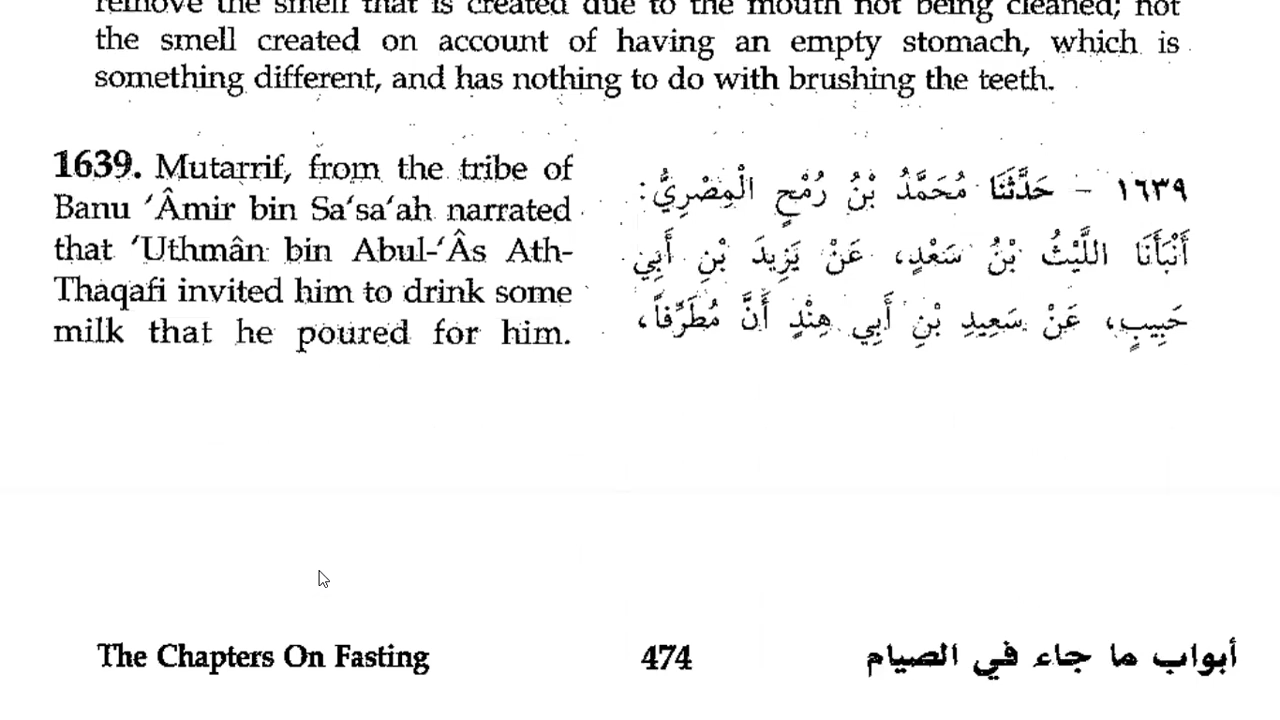 remove the smell that is created due to the mouth not being cleaned; not
the smell created on account of having an empty stomach, which is
something different, and has nothing to do with brushing the teeth.
1639. Mutarrif, from the tribe of
Banu ‘Âmir bin Sa‘sa‘ah narrated
that ‘Uthmân bin Abul-‘Âs Ath-
Thaqafi invited him to drink some
milk that he poured for him.
١٦٣٩ - حَدَّثَنَا مُحَمَّدُ بْنُ رُمْحٍ الْمِصْرِيُّ:
أَنْبَأَنَا اللَّيْثُ بْنُ سَعْدٍ، عَنْ يَزِيدَ بْنِ أَبِي
حَبِيبٍ، عَنْ سَعِيدِ بْنِ أَبِي هِنْدٍ أَنَّ مُطَرِّفاً،
The Chapters On Fasting 474 أبواب ما جاء في الصيام